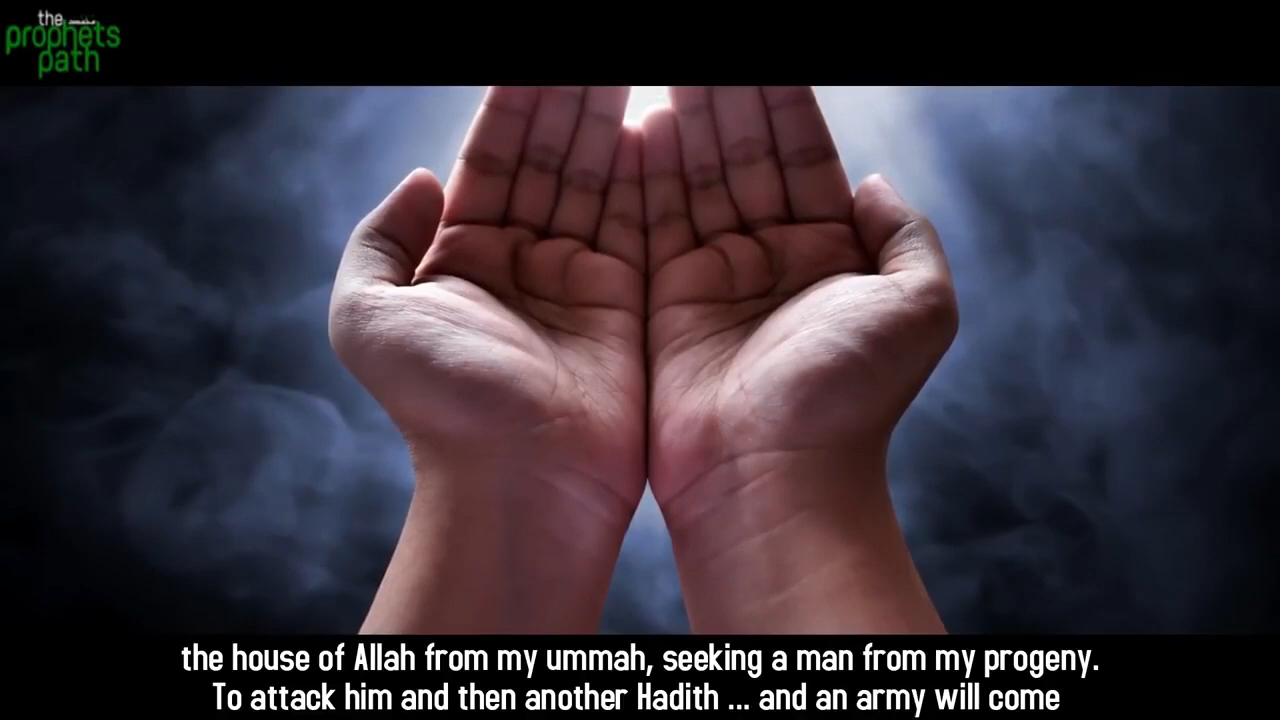 the
prophets
path
the house of Allah from my ummah, seeking a man from my progeny.
To attack him and then another Hadith ... and an army will come